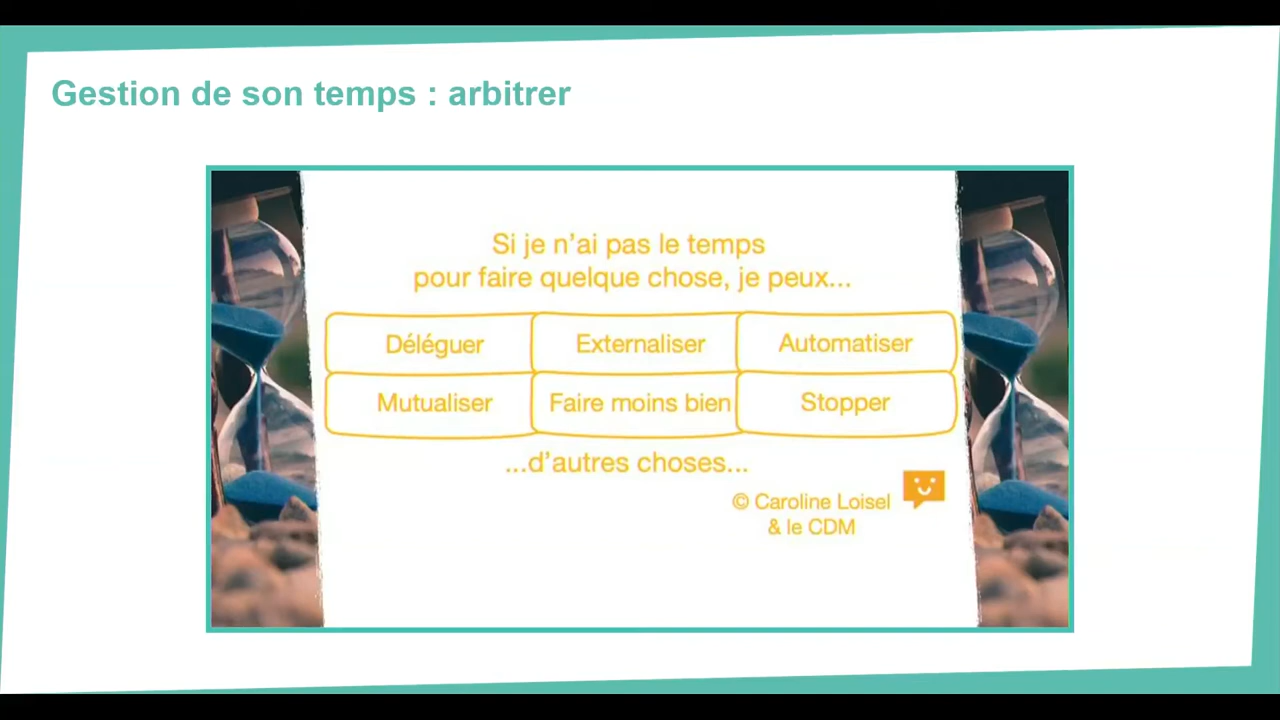 Gestion de son temps : arbitrer
Si je n'ai pas le temps
pour faire quelque chose, je peux...
Déléguer
Externaliser
Automatiser
Mutualiser
Faire moins bien
Stopper
...d'autres choses...
© Caroline Loisel
& le CDM